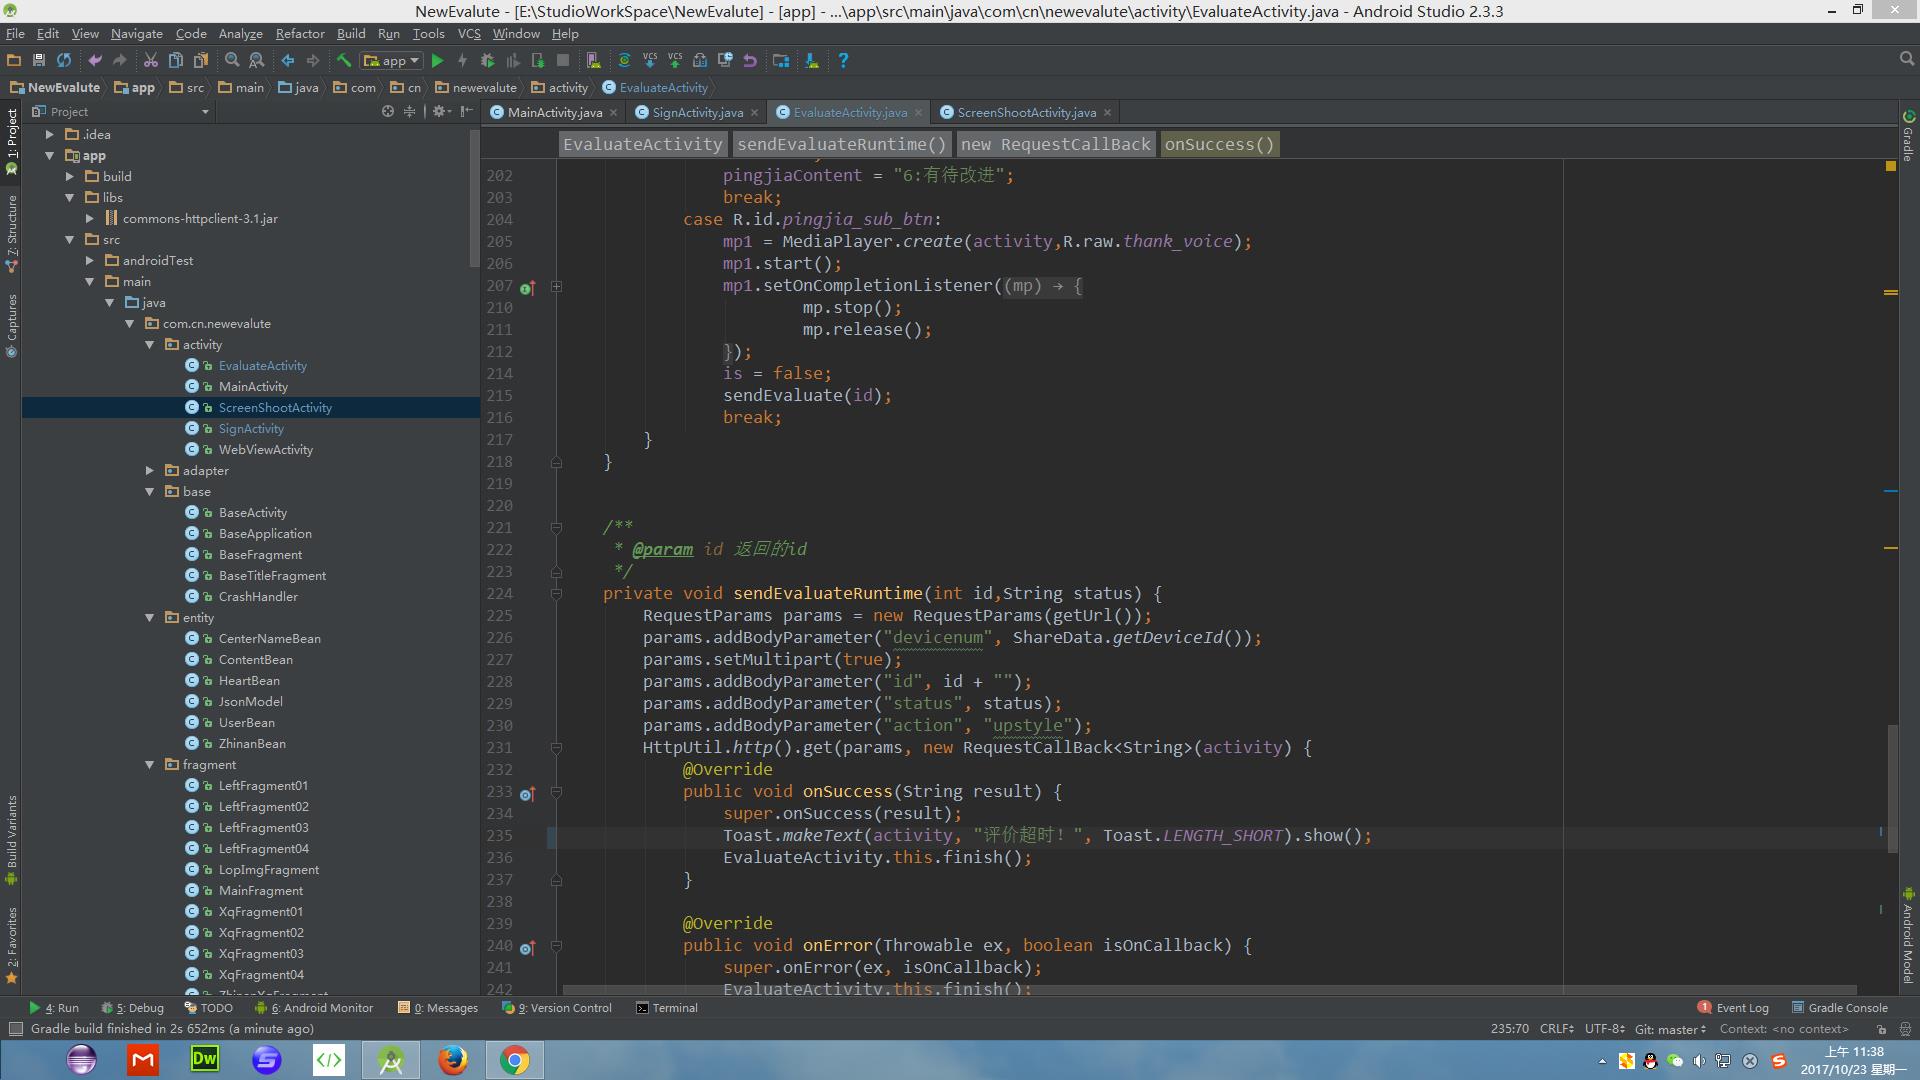 NewEvalute - [E:\StudioWorkSpace\NewEvalute] - [app] - ...\app\src\main\java\com\cn\newevalute\activity\EvaluateActivity.java - Android Studio 2.3.3
File Edit View Navigate Code Analyze Refactor Build Run Tools VCS Window Help
app
NewEvalute app src main java com cn newevalute activity EvaluateActivity
Project
MainActivity.java SignActivity.java EvaluateActivity.java ScreenShootActivity.java
EvaluateActivity sendEvaluateRuntime() new RequestCallBack onSuccess()
1: Project
7: Structure
Captures
Build Variants
2: Favorites
.idea
app
build
libs
commons-httpclient-3.1.jar
src
androidTest
main
java
com.cn.newevalute
activity
EvaluateActivity
MainActivity
ScreenShootActivity
SignActivity
WebViewActivity
adapter
base
BaseActivity
BaseApplication
BaseFragment
BaseTitleFragment
CrashHandler
entity
CenterNameBean
ContentBean
HeartBean
JsonModel
UserBean
ZhinanBean
fragment
LeftFragment01
LeftFragment02
LeftFragment03
LeftFragment04
LopImgFragment
MainFragment
XqFragment01
XqFragment02
XqFragment03
XqFragment04
202 pingjiaContent = "6:有待改进";
203 break;
204 case R.id.pingjia_sub_btn:
205 mp1 = MediaPlayer.create(activity,R.raw.thank_voice);
206 mp1.start();
207 mp1.setOnCompletionListener((mp) → {
210 mp.stop();
211 mp.release();
212 });
214 is = false;
215 sendEvaluate(id);
216 break;
217 }
218 }
219
220
221 /**
222 * @param id 返回的id
223 */
224 private void sendEvaluateRuntime(int id,String status) {
225 RequestParams params = new RequestParams(getUrl());
226 params.addBodyParameter("devicenum", ShareData.getDeviceId());
227 params.setMultipart(true);
228 params.addBodyParameter("id", id + "");
229 params.addBodyParameter("status", status);
230 params.addBodyParameter("action", "upstyle");
231 HttpUtil.http().get(params, new RequestCallBack<String>(activity) {
232 @Override
233 public void onSuccess(String result) {
234 super.onSuccess(result);
235 Toast.makeText(activity, "评价超时！", Toast.LENGTH_SHORT).show();
236 EvaluateActivity.this.finish();
237 }
238
239 @Override
240 public void onError(Throwable ex, boolean isOnCallback) {
241 super.onError(ex, isOnCallback);
242 EvaluateActivity.this.finish();
Gradle
Android Model
4: Run 5: Debug TODO 6: Android Monitor 0: Messages 9: Version Control Terminal 1 Event Log Gradle Console
Gradle build finished in 2s 652ms (a minute ago) 235:70 CRLF UTF-8 Git: master Context: <no context>
Dw
上午 11:38
2017/10/23 星期一